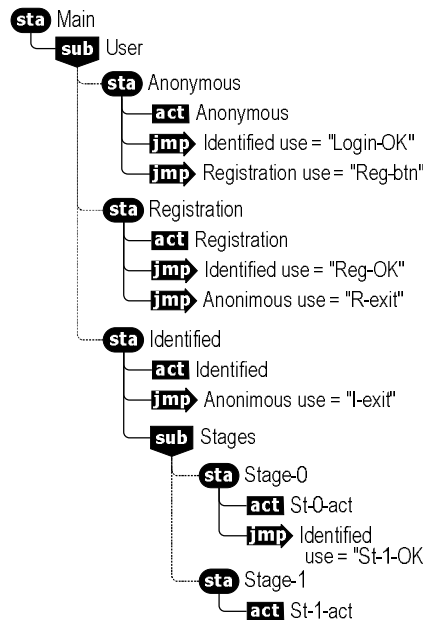 sta Main
sub User
sta Anonymous
act Anonymous
jmp Identified use = "Login-OK"
jmp Registration use = "Reg-btn"
sta Registration
act Registration
jmp Identified use = "Reg-OK"
jmp Anonimous use = "R-exit"
sta Identified
act Identified
jmp Anonimous use = "I-exit"
sub Stages
sta Stage-0
act St-0-act
jmp Identified
use = "St-1-OK
sta Stage-1
act St-1-act